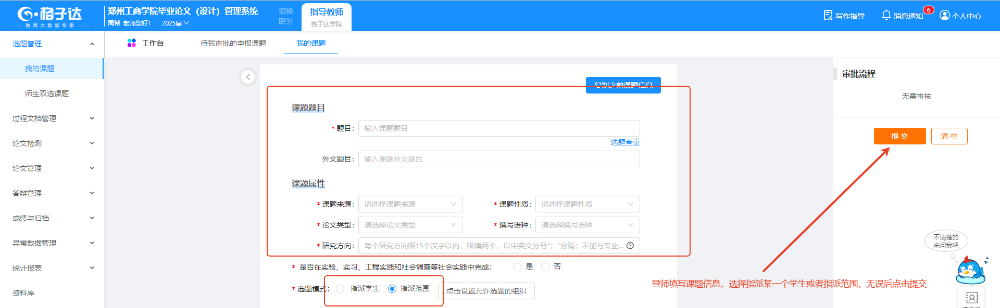 格子达
教育大数据专家
郑州工商学院毕业论文（设计）管理系统
周希 老师您好！ 2025届
切换
职务
指导教师
格子达学院
写作指导
消息通知
6
个人中心
选题管理
我的课题
师生双选课题
过程文档管理
论文检测
论文管理
答辩管理
成绩与归档
异常数据管理
统计报表
资料库
工作台
待我审批的申报课题
我的课题
复制之前课题信息
课题题目
* 题目：
输入课题题目
选题查重
外文题目：
输入课题外文题目
课题属性
* 课题来源：
请选择课题来源
* 课题性质：
请选择课题性质
* 论文类型：
请选择论文类型
* 撰写语种：
请选择撰写语种
* 研究方向：
每个研究方向限15个汉字以内，限填两个，以中英文分号"；"分隔；不能与专业...
* 是否在实验、实习、工程实践和社会调查等社会实践中完成：
是
否
* 选题模式：
指派学生
指派范围
点击设置允许选题的组织
审批流程
无需审核
提 交
清 空
导师填写课题信息，选择指派某一个学生或者指派范围，无误后点击提交
不清楚的
来问我吧